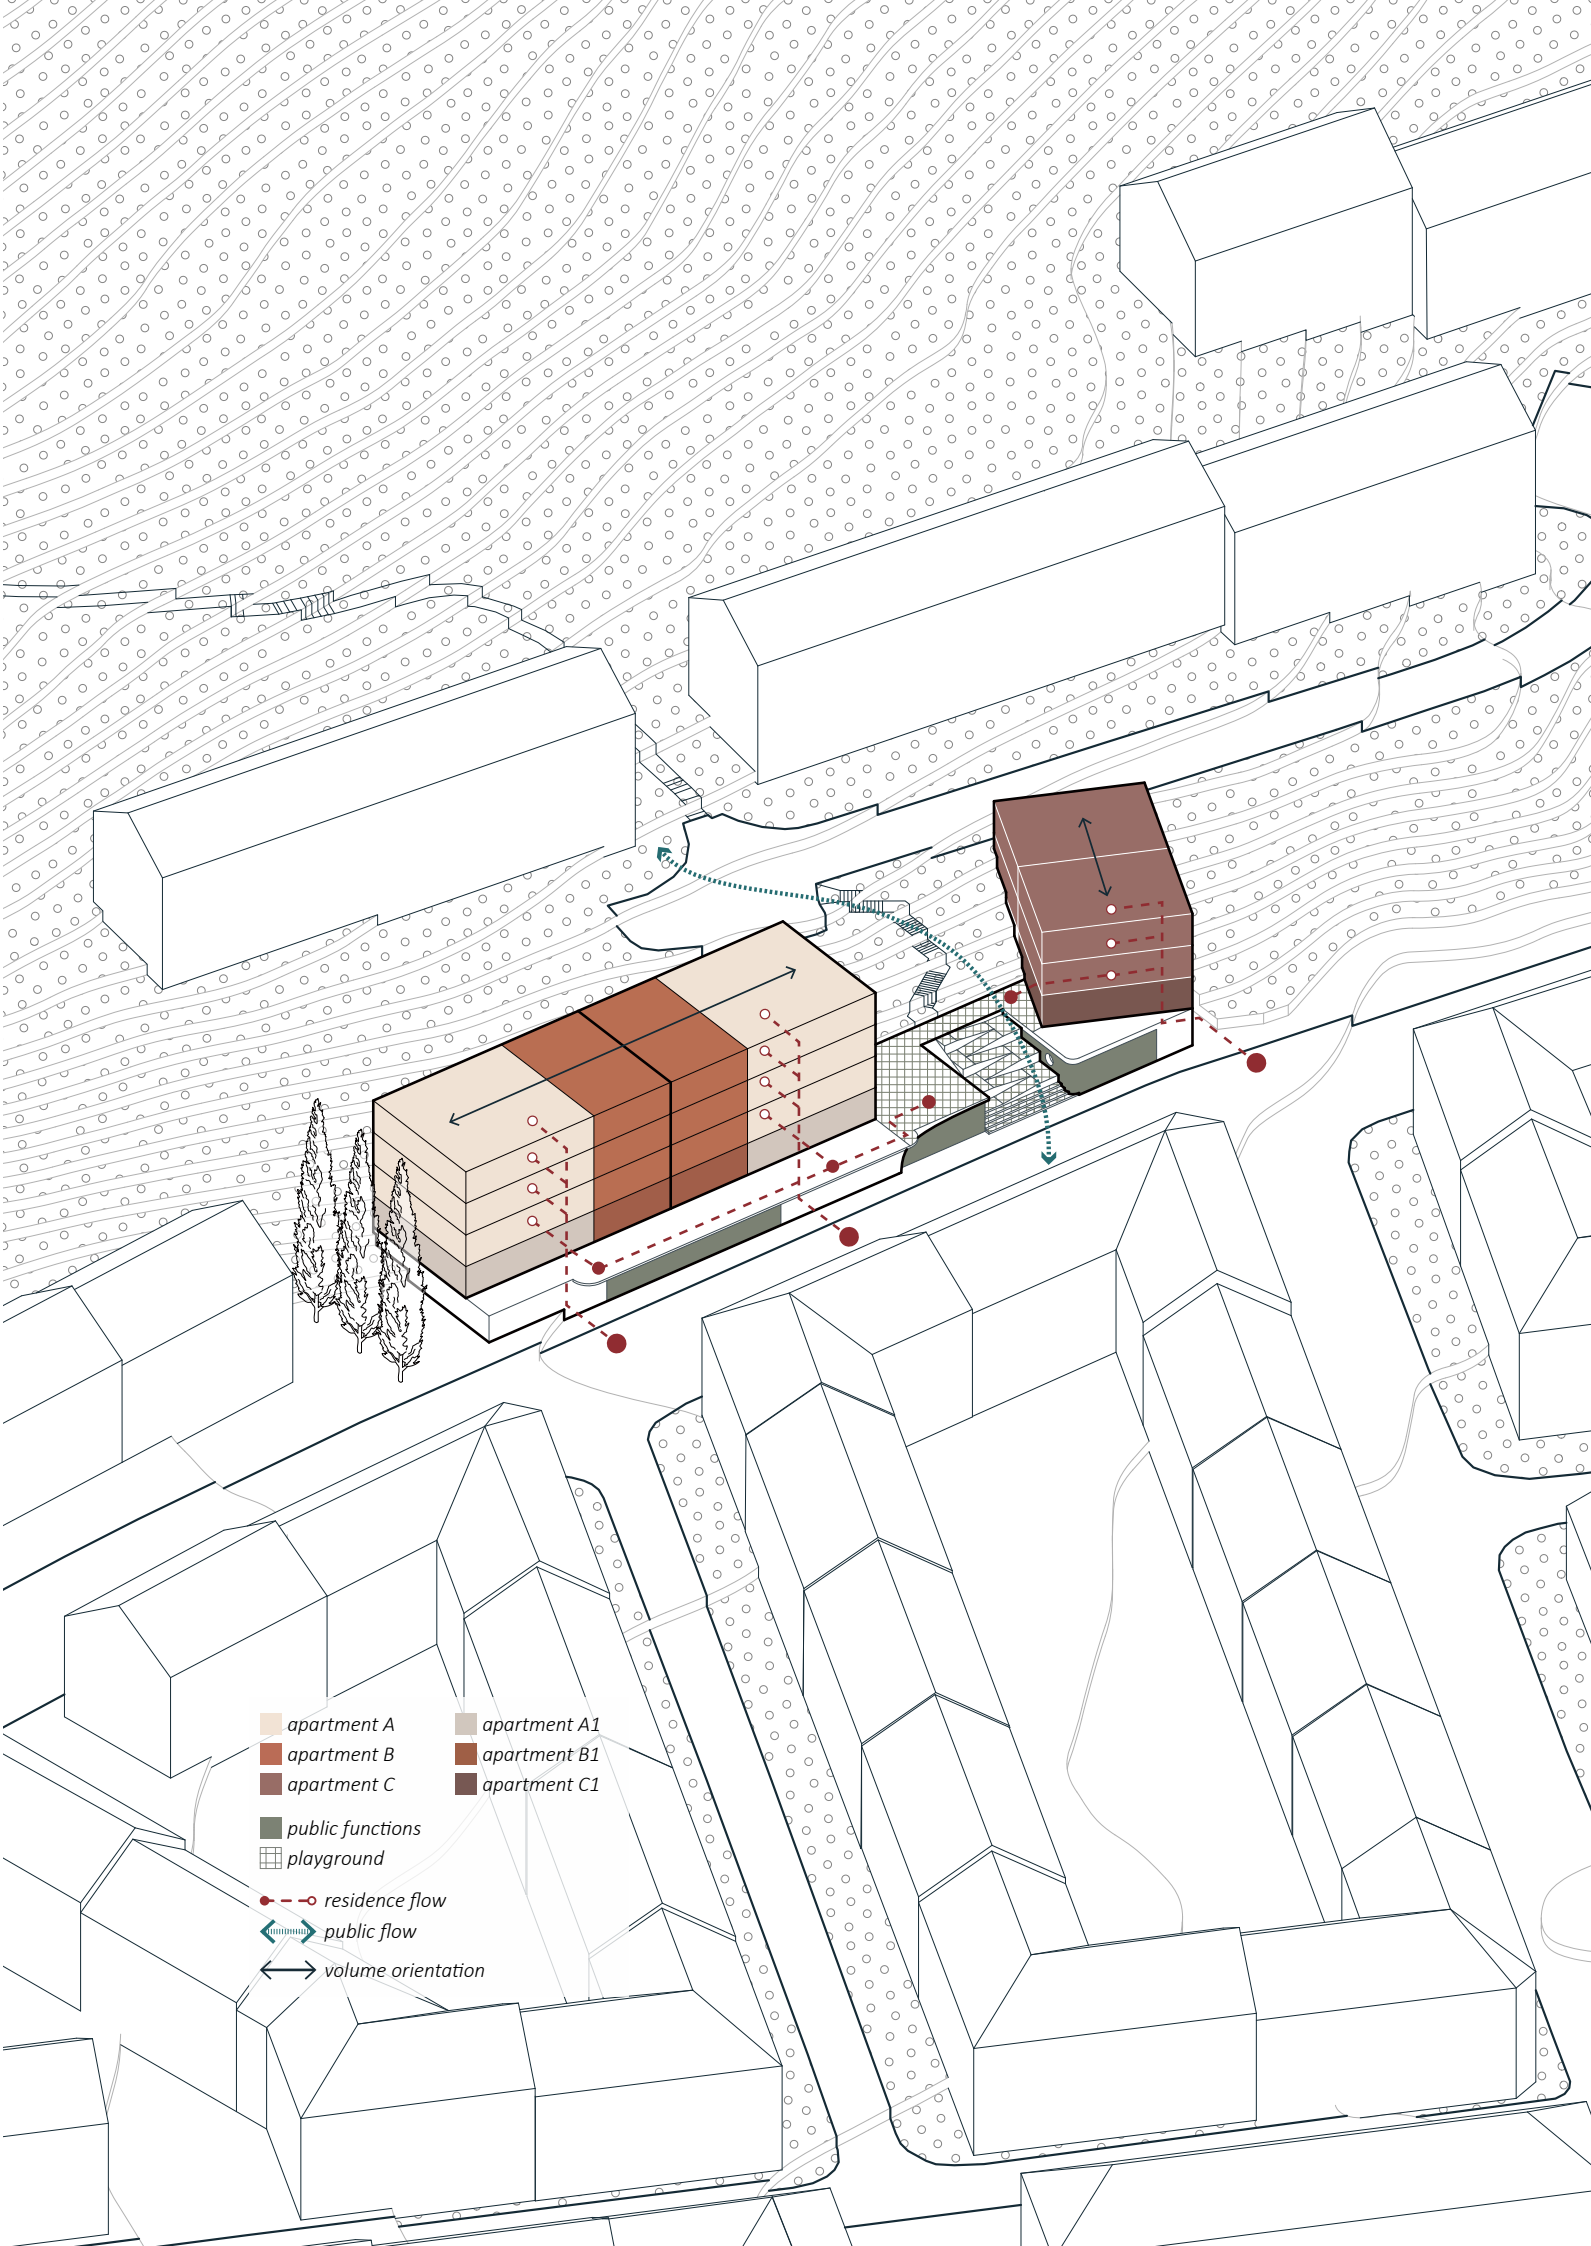 apartment A
apartment A1
apartment B
apartment B1
apartment C
apartment C1
public functions
playground
residence flow
public flow
volume orientation